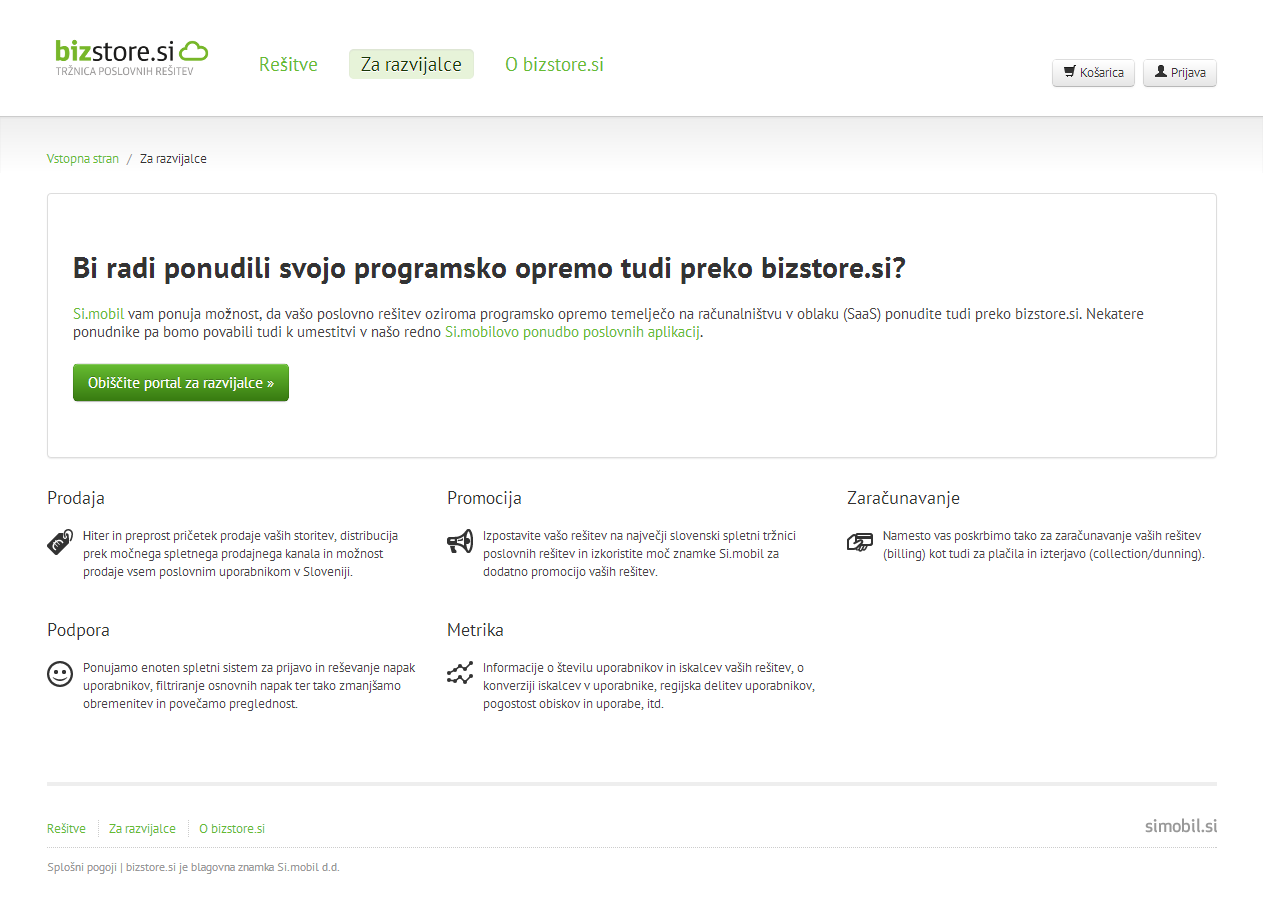 bizstore.si
TRŽNICA POSLOVNIH REŠITEV
Rešitve
Za razvijalce
O bizstore.si
Košarica
Prijava
Vstopna stran / Za razvijalce
Bi radi ponudili svojo programsko opremo tudi preko bizstore.si?
Si.mobil vam ponuja možnost, da vašo poslovno rešitev oziroma programsko opremo temelječo na računalništvu v oblaku (SaaS) ponudite tudi preko bizstore.si. Nekatere
ponudnike pa bomo povabili tudi k umestitvi v našo redno Si.mobilovo ponudbo poslovnih aplikacij.
Obiščite portal za razvijalce »
Prodaja
Hiter in preprost pričetek prodaje vaših storitev, distribucija
prek močnega spletnega prodajnega kanala in možnost
prodaje vsem poslovnim uporabnikom v Sloveniji.
Promocija
Izpostavite vašo rešitev na največji slovenski spletni tržnici
poslovnih rešitev in izkoristite moč znamke Si.mobil za
dodatno promocijo vaših rešitev.
Zaračunavanje
Namesto vas poskrbimo tako za zaračunavanje vaših rešitev
(billing) kot tudi za plačila in izterjavo (collection/dunning).
Podpora
Ponujamo enoten spletni sistem za prijavo in reševanje napak
uporabnikov, filtriranje osnovnih napak ter tako zmanjšamo
obremenitev in povečamo preglednost.
Metrika
Informacije o številu uporabnikov in iskalcev vaših rešitev, o
konverziji iskalcev v uporabnike, regijska delitev uporabnikov,
pogostost obiskov in uporabe, itd.
Rešitve
Za razvijalce
O bizstore.si
simobil.si
Splošni pogoji | bizstore.si je blagovna znamka Si.mobil d.d.